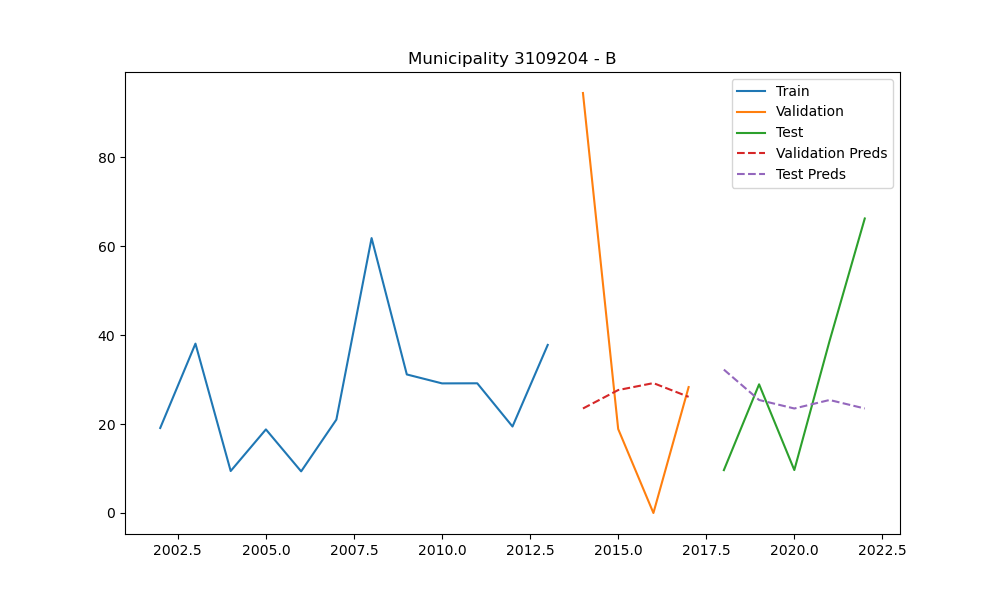 Municipality 3109204 - B
Train
Validation
Test
Validation Preds
Test Preds
80
60
40
20
0
2002.5 2005.0 2007.5 2010.0 2012.5 2015.0 2017.5 2020.0 2022.5